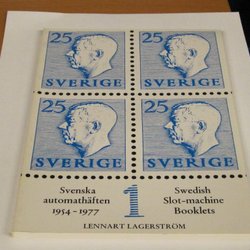 25 25
SVERIGE SVERIGE
25 25
SVERIGE SVERIGE
Svenska
automathäften
1954-1977
1
Swedish
Slot-machine
Booklets
LENNART LAGERSTRÖM